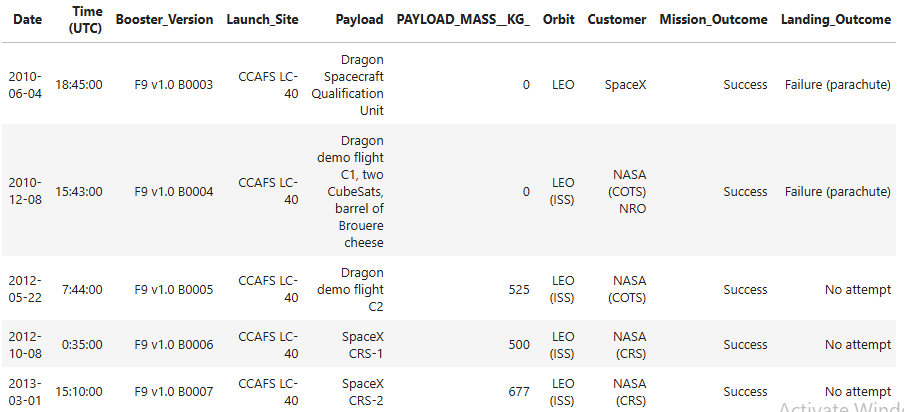 Date Time (UTC) Booster_Version Launch_Site Payload PAYLOAD_MASS__KG_ Orbit Customer Mission_Outcome Landing_Outcome
2010-06-04 18:45:00 F9 v1.0 B0003 CCAFS LC-40 Dragon Spacecraft Qualification Unit 0 LEO SpaceX Success Failure (parachute)
2010-12-08 15:43:00 F9 v1.0 B0004 CCAFS LC-40 Dragon demo flight C1, two CubeSats, barrel of Brouere cheese 0 LEO (ISS) NASA (COTS) NRO Success Failure (parachute)
2012-05-22 7:44:00 F9 v1.0 B0005 CCAFS LC-40 Dragon demo flight C2 525 LEO (ISS) NASA (COTS) Success No attempt
2012-10-08 0:35:00 F9 v1.0 B0006 CCAFS LC-40 SpaceX CRS-1 500 LEO (ISS) NASA (CRS) Success No attempt
2013-03-01 15:10:00 F9 v1.0 B0007 CCAFS LC-40 SpaceX CRS-2 677 LEO (ISS) NASA (CRS) Success No attempt